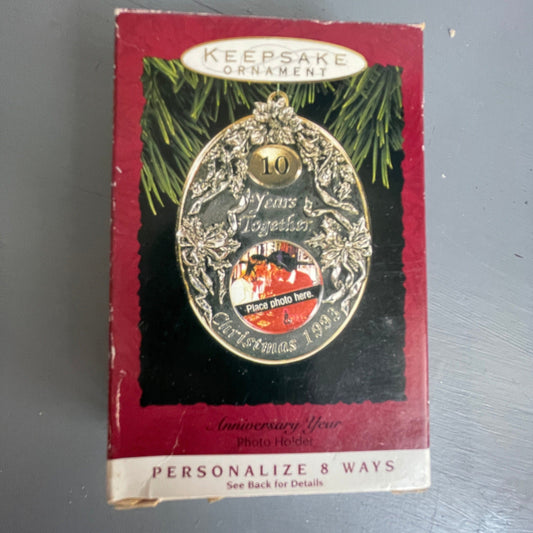 KEEPSAKE
ORNAMENT
10
Years
Together
Place photo here.
Christmas 1993
Anniversary Year
Photo Holder
PERSONALIZE 8 WAYS
See Back for Details